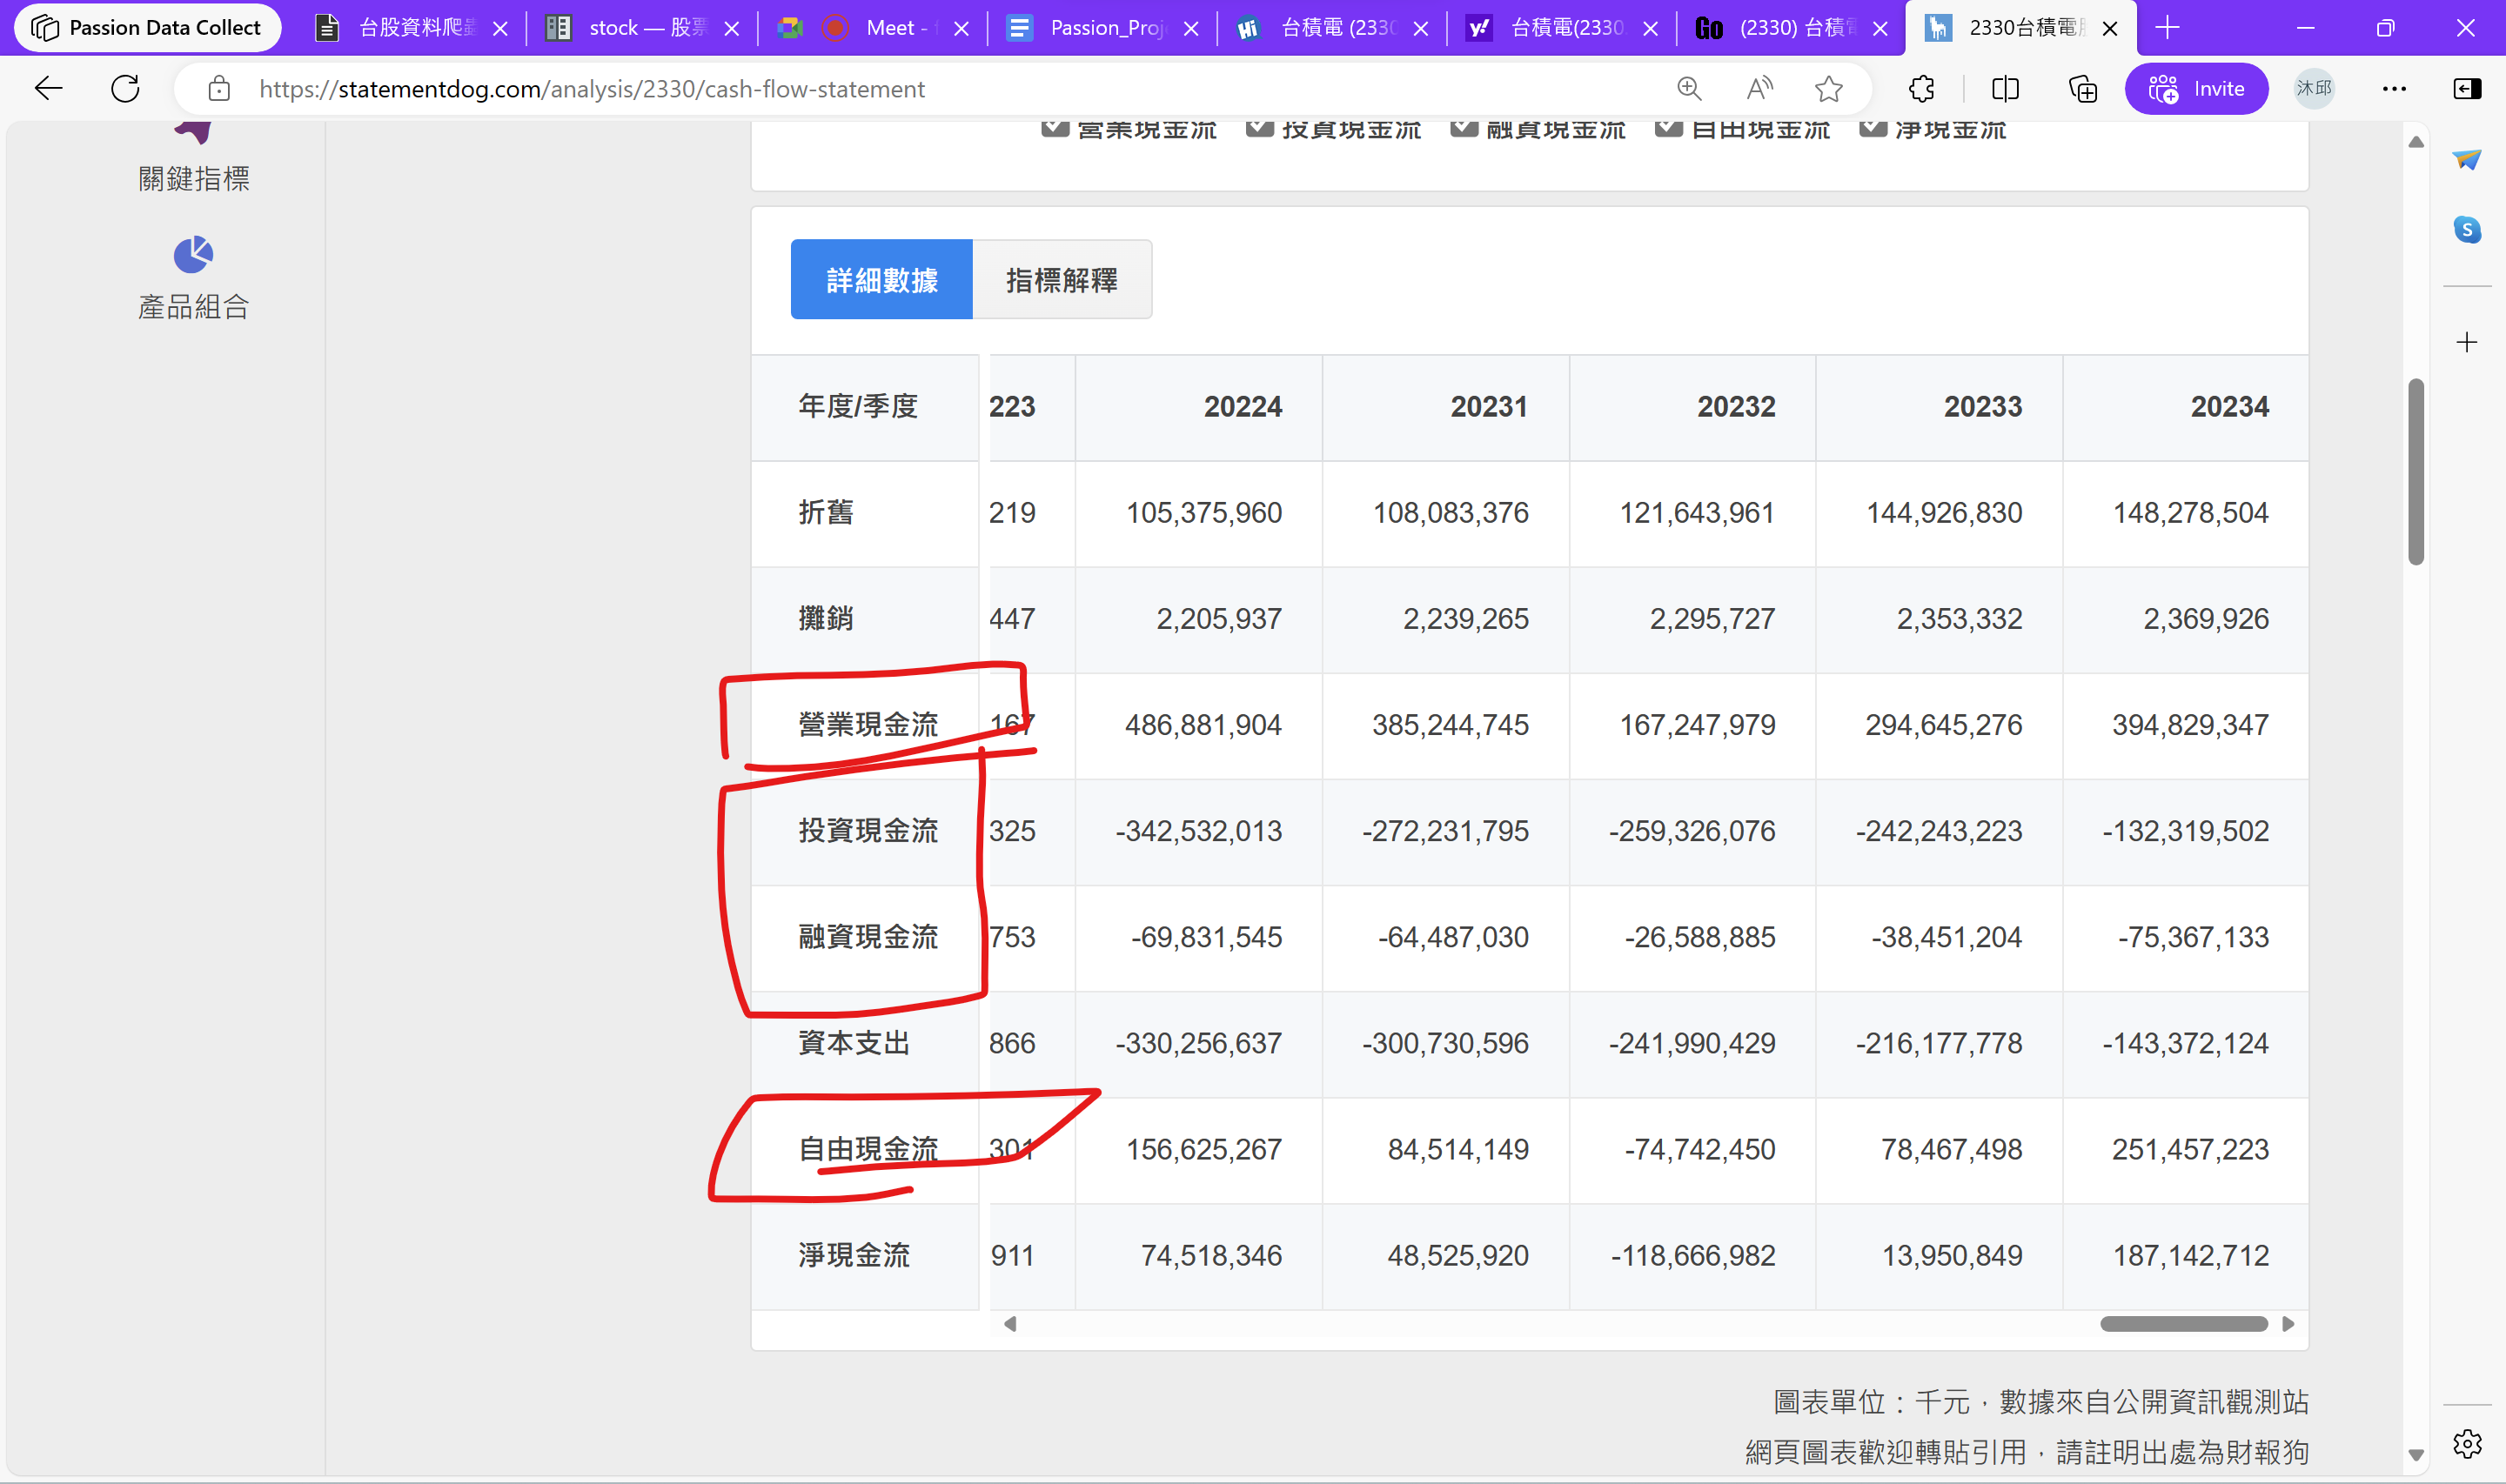 Passion Data Collect
台股資料爬蟲
stock — 股票
Meet -
Passion_Proj
台積電 (2330
台積電(2330.
(2330) 台積電
2330台積電
https://statementdog.com/analysis/2330/cash-flow-statement
Invite
沐邱
關鍵指標
產品組合
營業現金流 投資現金流 融資現金流 自由現金流 淨現金流
詳細數據 指標解釋
年度/季度 223 20224 20231 20232 20233 20234
折舊 219 105,375,960 108,083,376 121,643,961 144,926,830 148,278,504
攤銷 447 2,205,937 2,239,265 2,295,727 2,353,332 2,369,926
營業現金流 167 486,881,904 385,244,745 167,247,979 294,645,276 394,829,347
投資現金流 325 -342,532,013 -272,231,795 -259,326,076 -242,243,223 -132,319,502
融資現金流 753 -69,831,545 -64,487,030 -26,588,885 -38,451,204 -75,367,133
資本支出 866 -330,256,637 -300,730,596 -241,990,429 -216,177,778 -143,372,124
自由現金流 301 156,625,267 84,514,149 -74,742,450 78,467,498 251,457,223
淨現金流 911 74,518,346 48,525,920 -118,666,982 13,950,849 187,142,712
圖表單位：千元，數據來自公開資訊觀測站
網頁圖表歡迎轉貼引用，請註明出處為財報狗